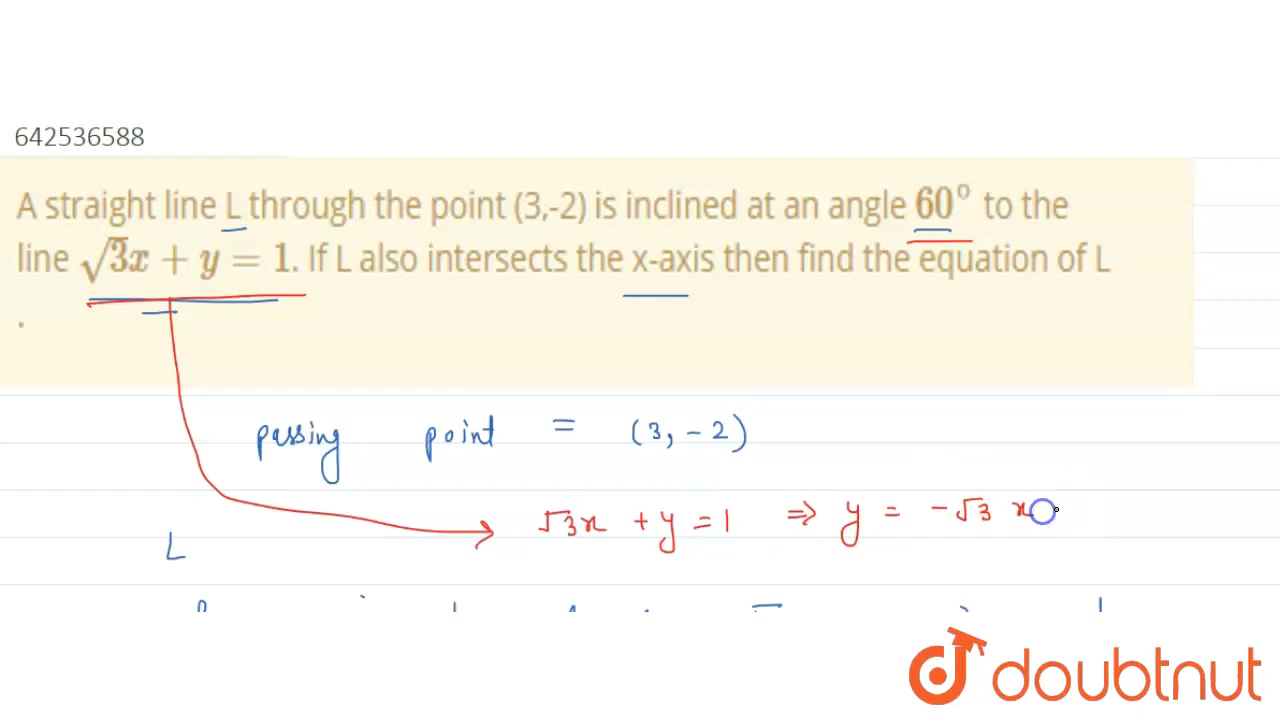 642536588
A straight line L through the point (3,-2) is inclined at an angle 60° to the
line √3x + y = 1. If L also intersects the x-axis then find the equation of L
.
passing point = (3, -2)
√3x + y = 1 ⇒ y = -√3 x
L
doubtnut